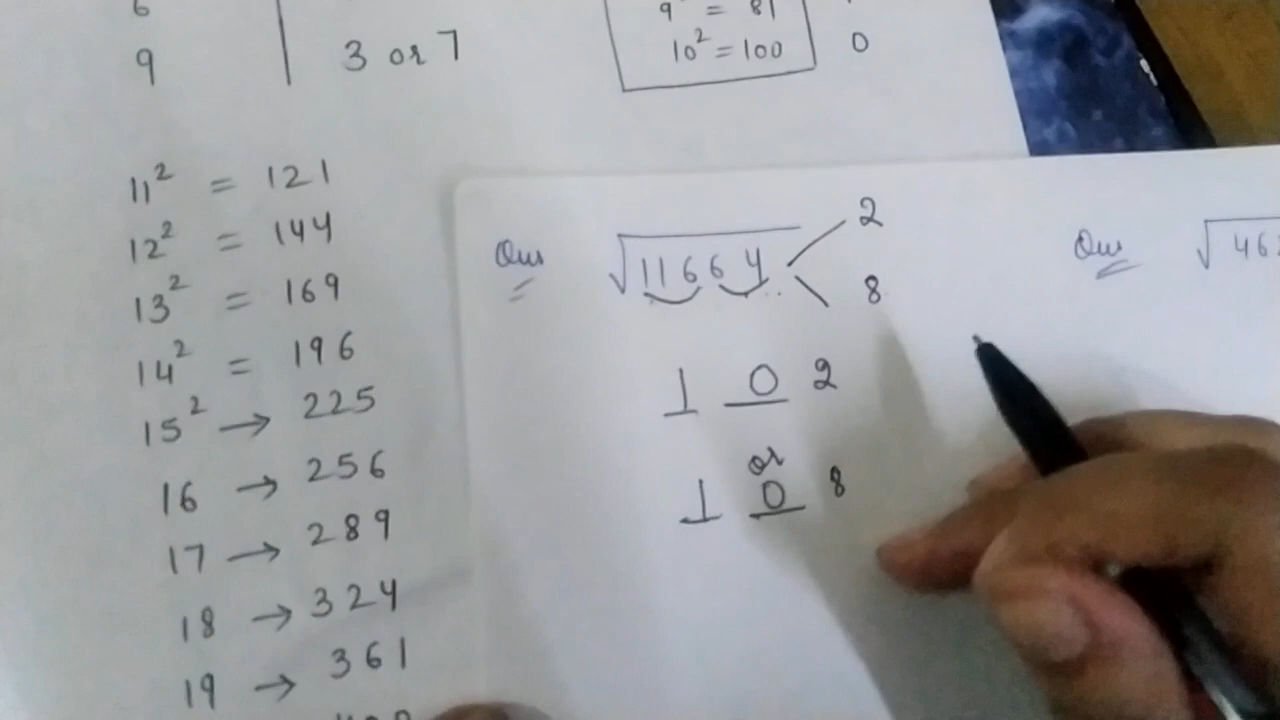 6
9 3 or 7
9² = 81
10² = 100 0
11² = 121
12² = 144
13² = 169
14² = 196
15² → 225
16 → 256
17 → 289
18 → 324
19 → 361
Qus √11664 2
8
1 0 2
or
1 0 8
Qus √46